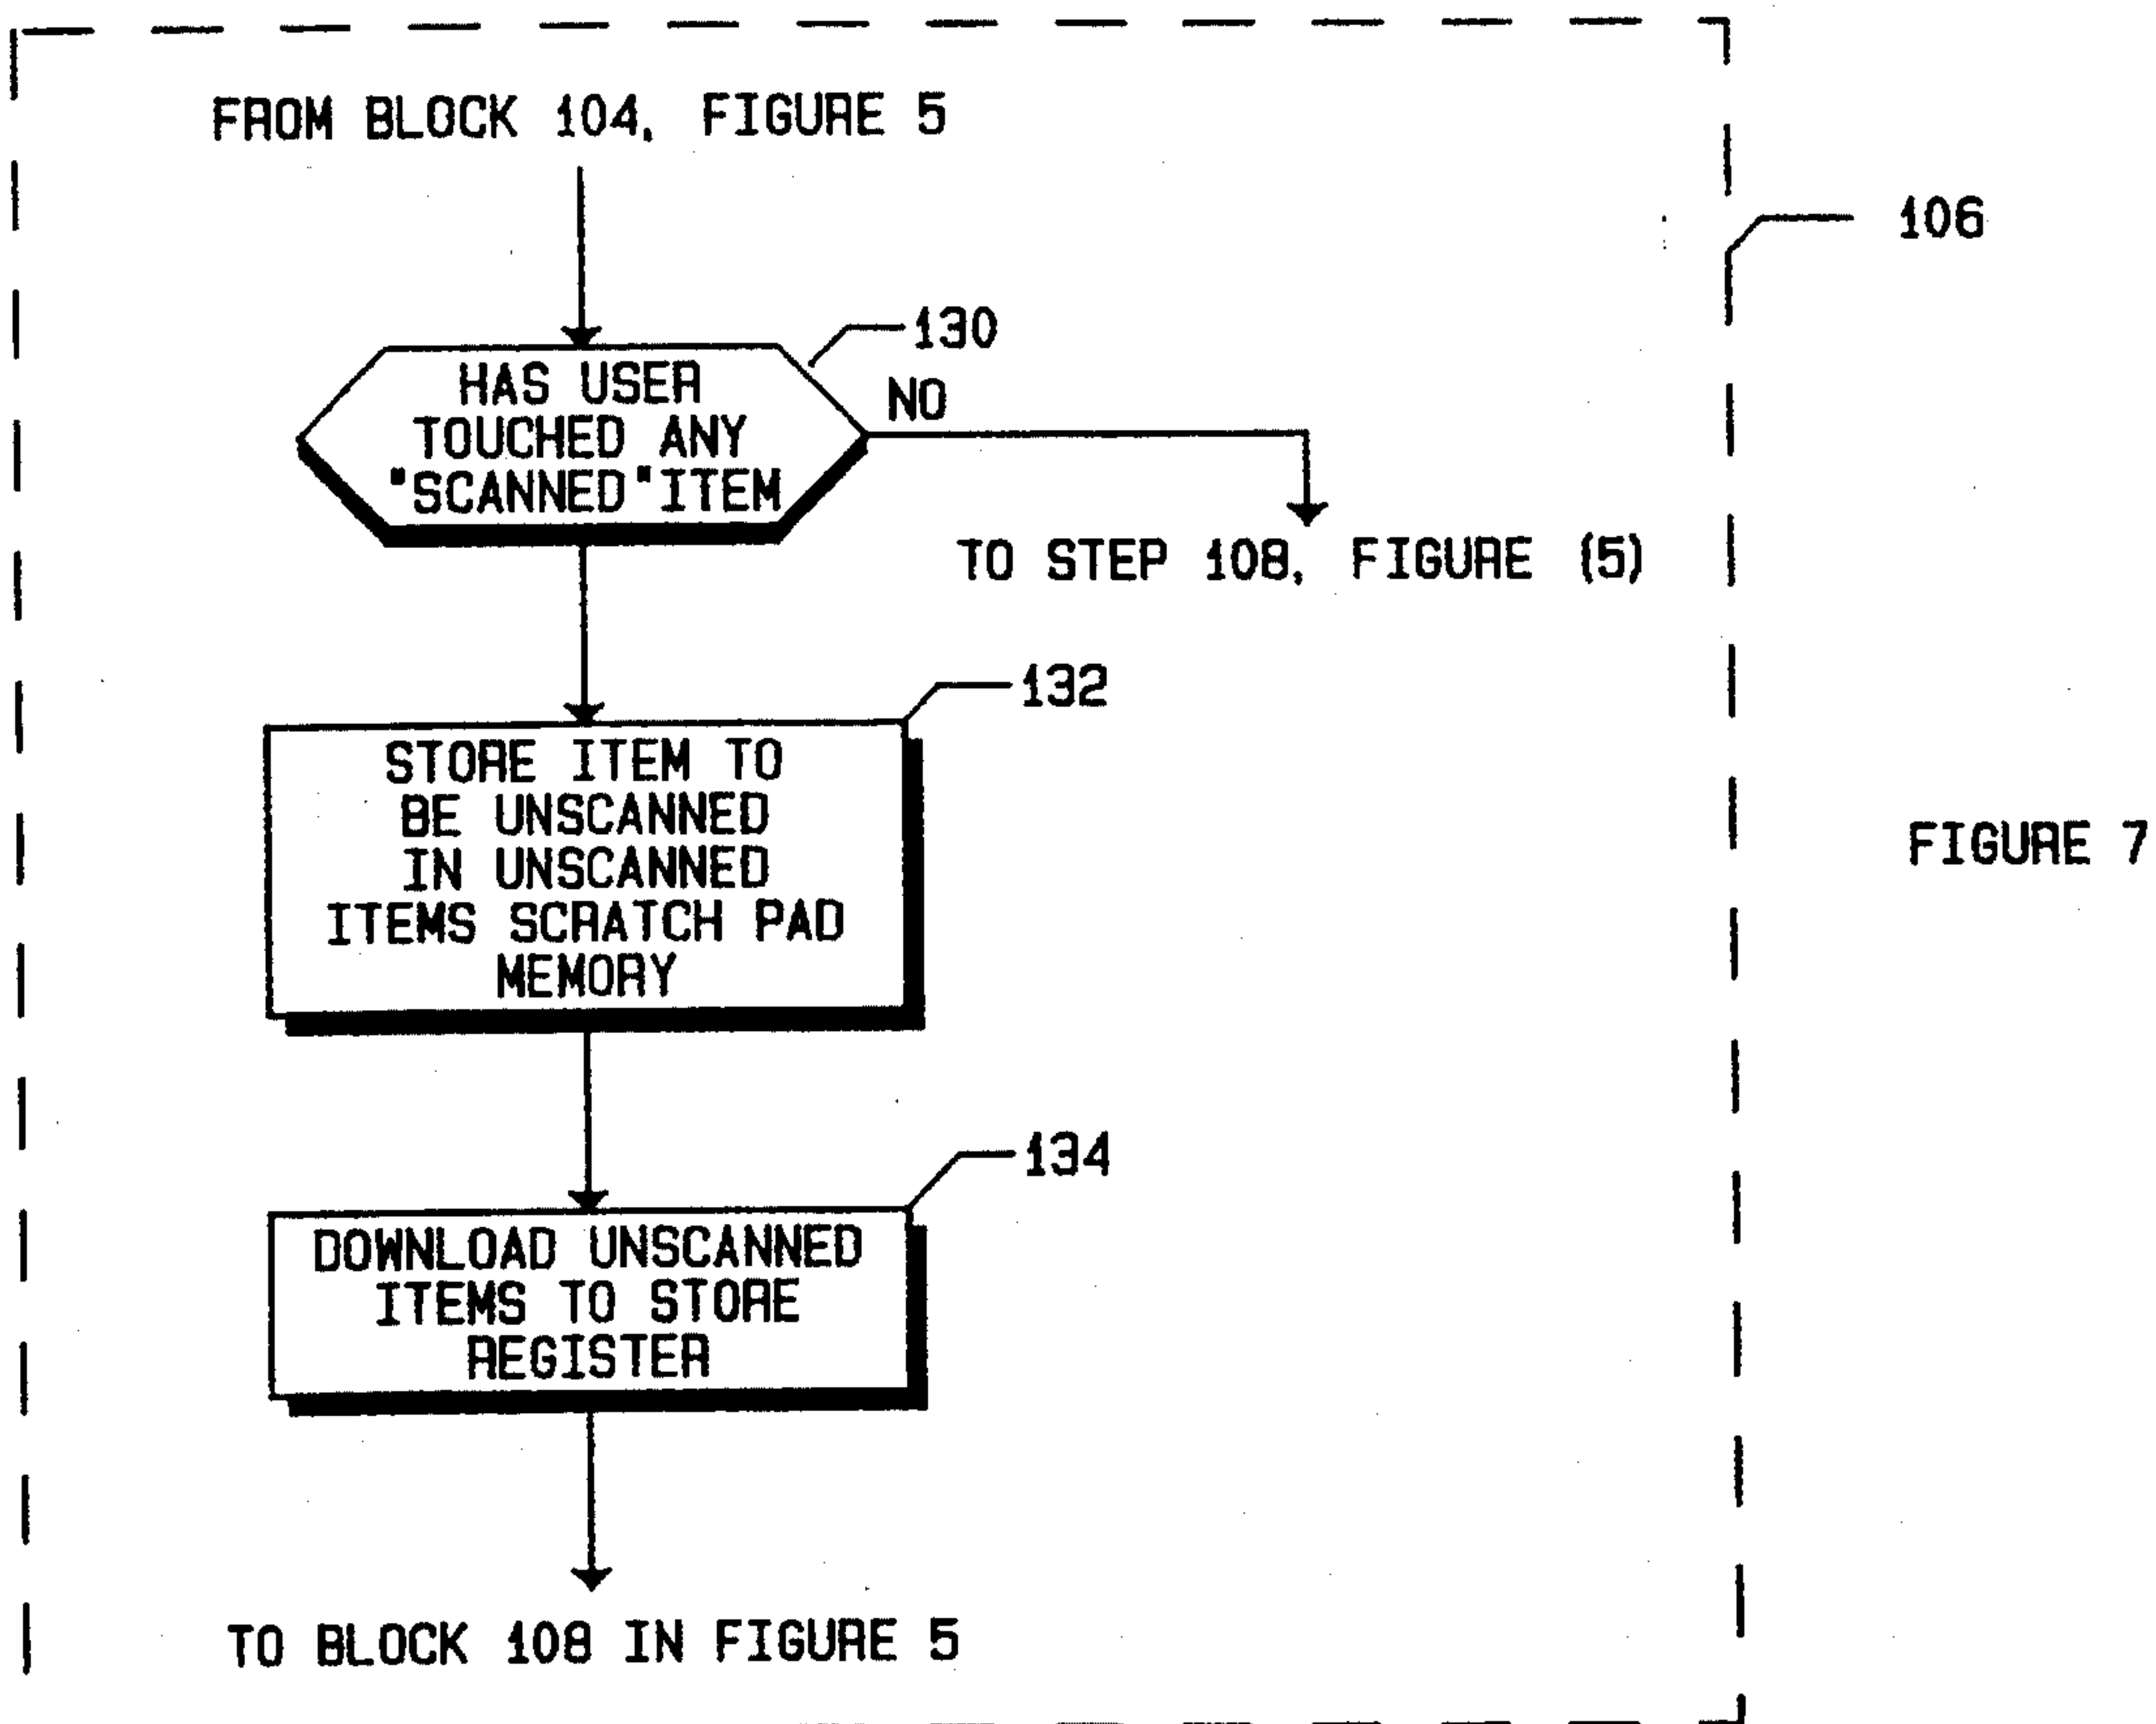 FROM BLOCK 104, FIGURE 5
106
130
HAS USER
TOUCHED ANY
"SCANNED" ITEM
NO
TO STEP 108, FIGURE (5)
132
STORE ITEM TO
BE UNSCANNED
IN UNSCANNED
ITEMS SCRATCH PAD
MEMORY
FIGURE 7
134
DOWNLOAD UNSCANNED
ITEMS TO STORE
REGISTER
TO BLOCK 108 IN FIGURE 5